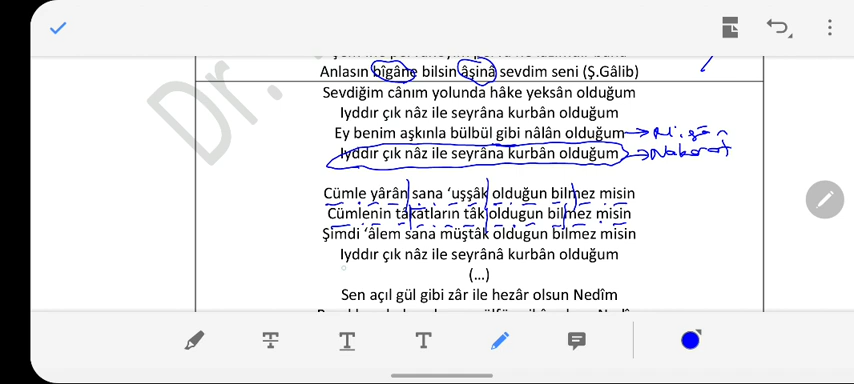 Anlasın bîgâne bilsin âşinâ sevdim seni (Ş.Gâlib)
Sevdiğim cânım yolunda hâke yeksân olduğum
Iyddır çık nâz ile seyrâna kurbân olduğum
Ey benim aşkınla bülbül gibi nâlân olduğum
Iyddır çık nâz ile seyrâna kurbân olduğum
Nakarat
Cümle yârân sana ‘uşşâk olduğun bilmez misin
Cümlenin tâkatların tâk oldugun bilmez misin
Şimdi ‘âlem sana müştâk oldugun bilmez misin
Iyddır çık nâz ile seyrânâ kurbân olduğum
(...)
Sen açıl gül gibi zâr ile hezâr olsun Nedîm
Dr.
T
T
T